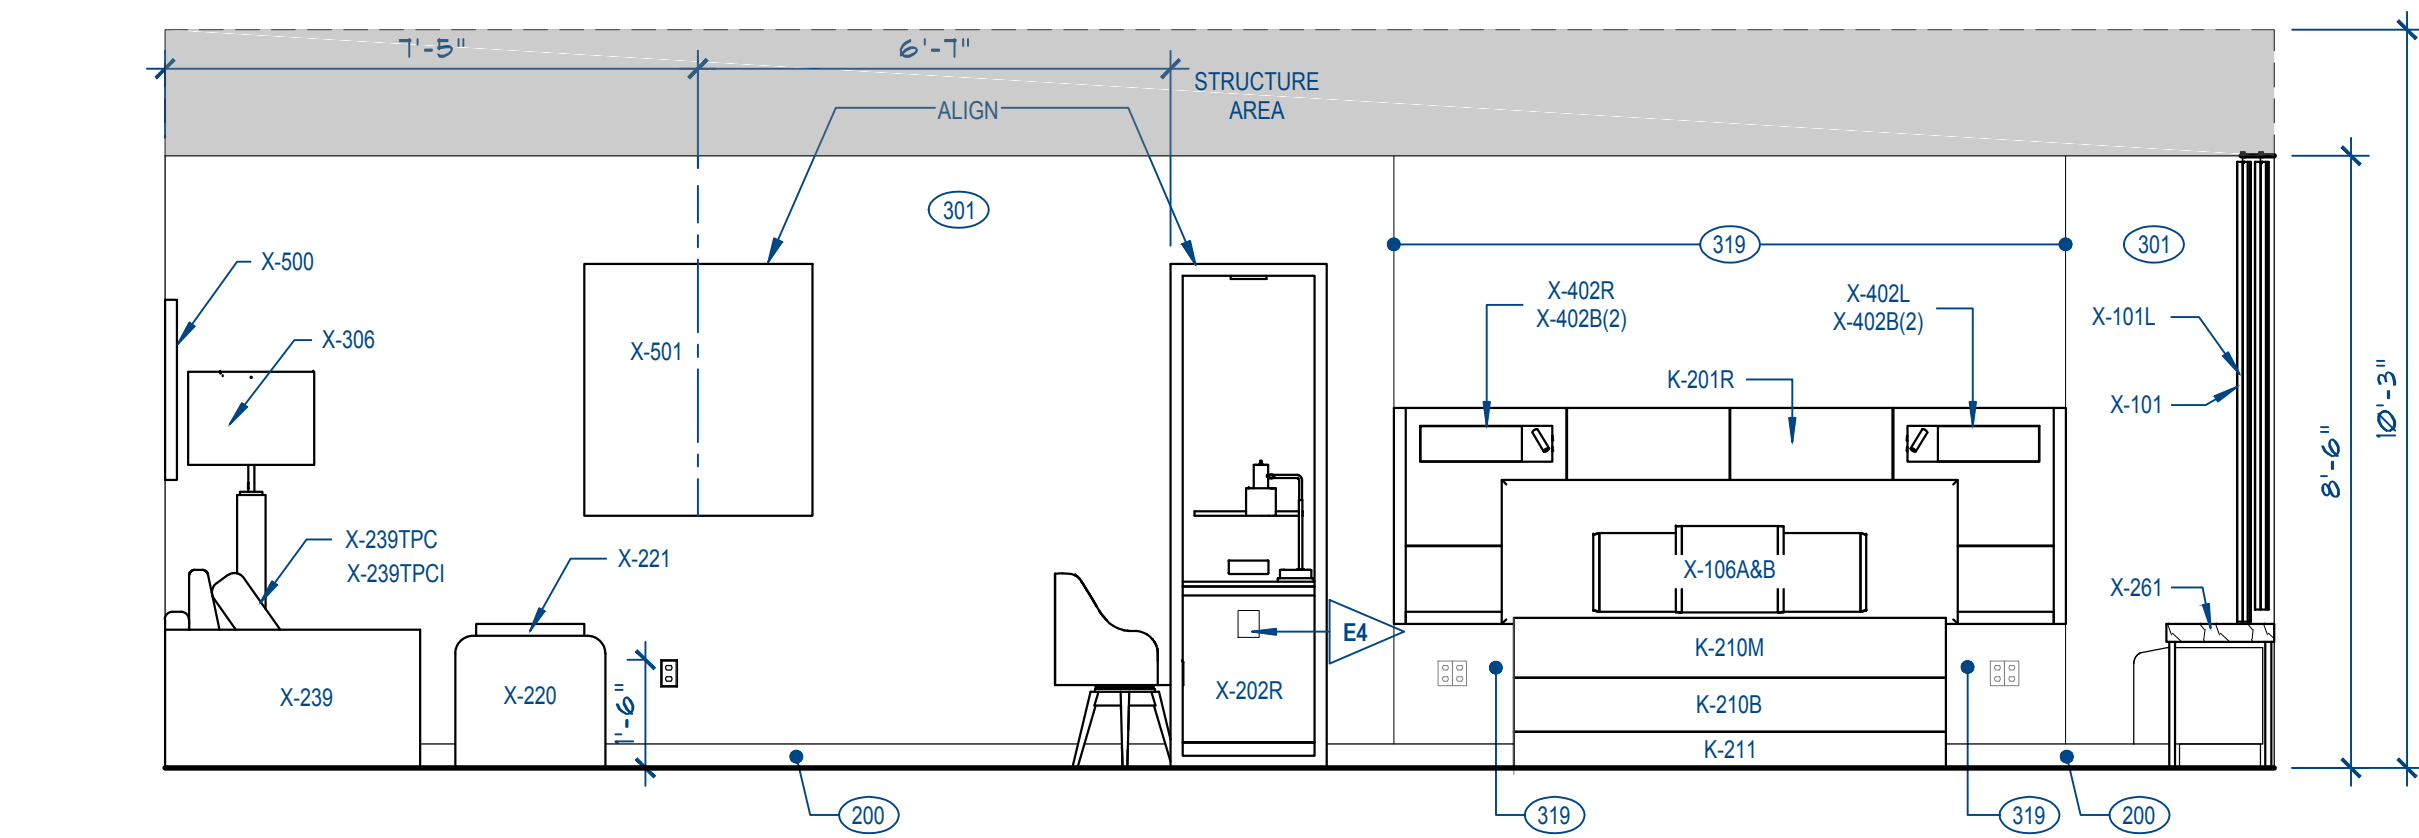 7'-5"
6'-7"
STRUCTURE
AREA
ALIGN
301
319
301
X-500
X-306
X-501
X-402R
X-402B(2)
X-402L
X-402B(2)
X-101L
K-201R
X-101
10'-3"
8'-6"
X-239TPC
X-239TPCI
X-221
X-106A&B
X-261
E4
K-210M
X-239
X-220
1'-6"
X-202R
K-210B
K-211
200
319
319
200